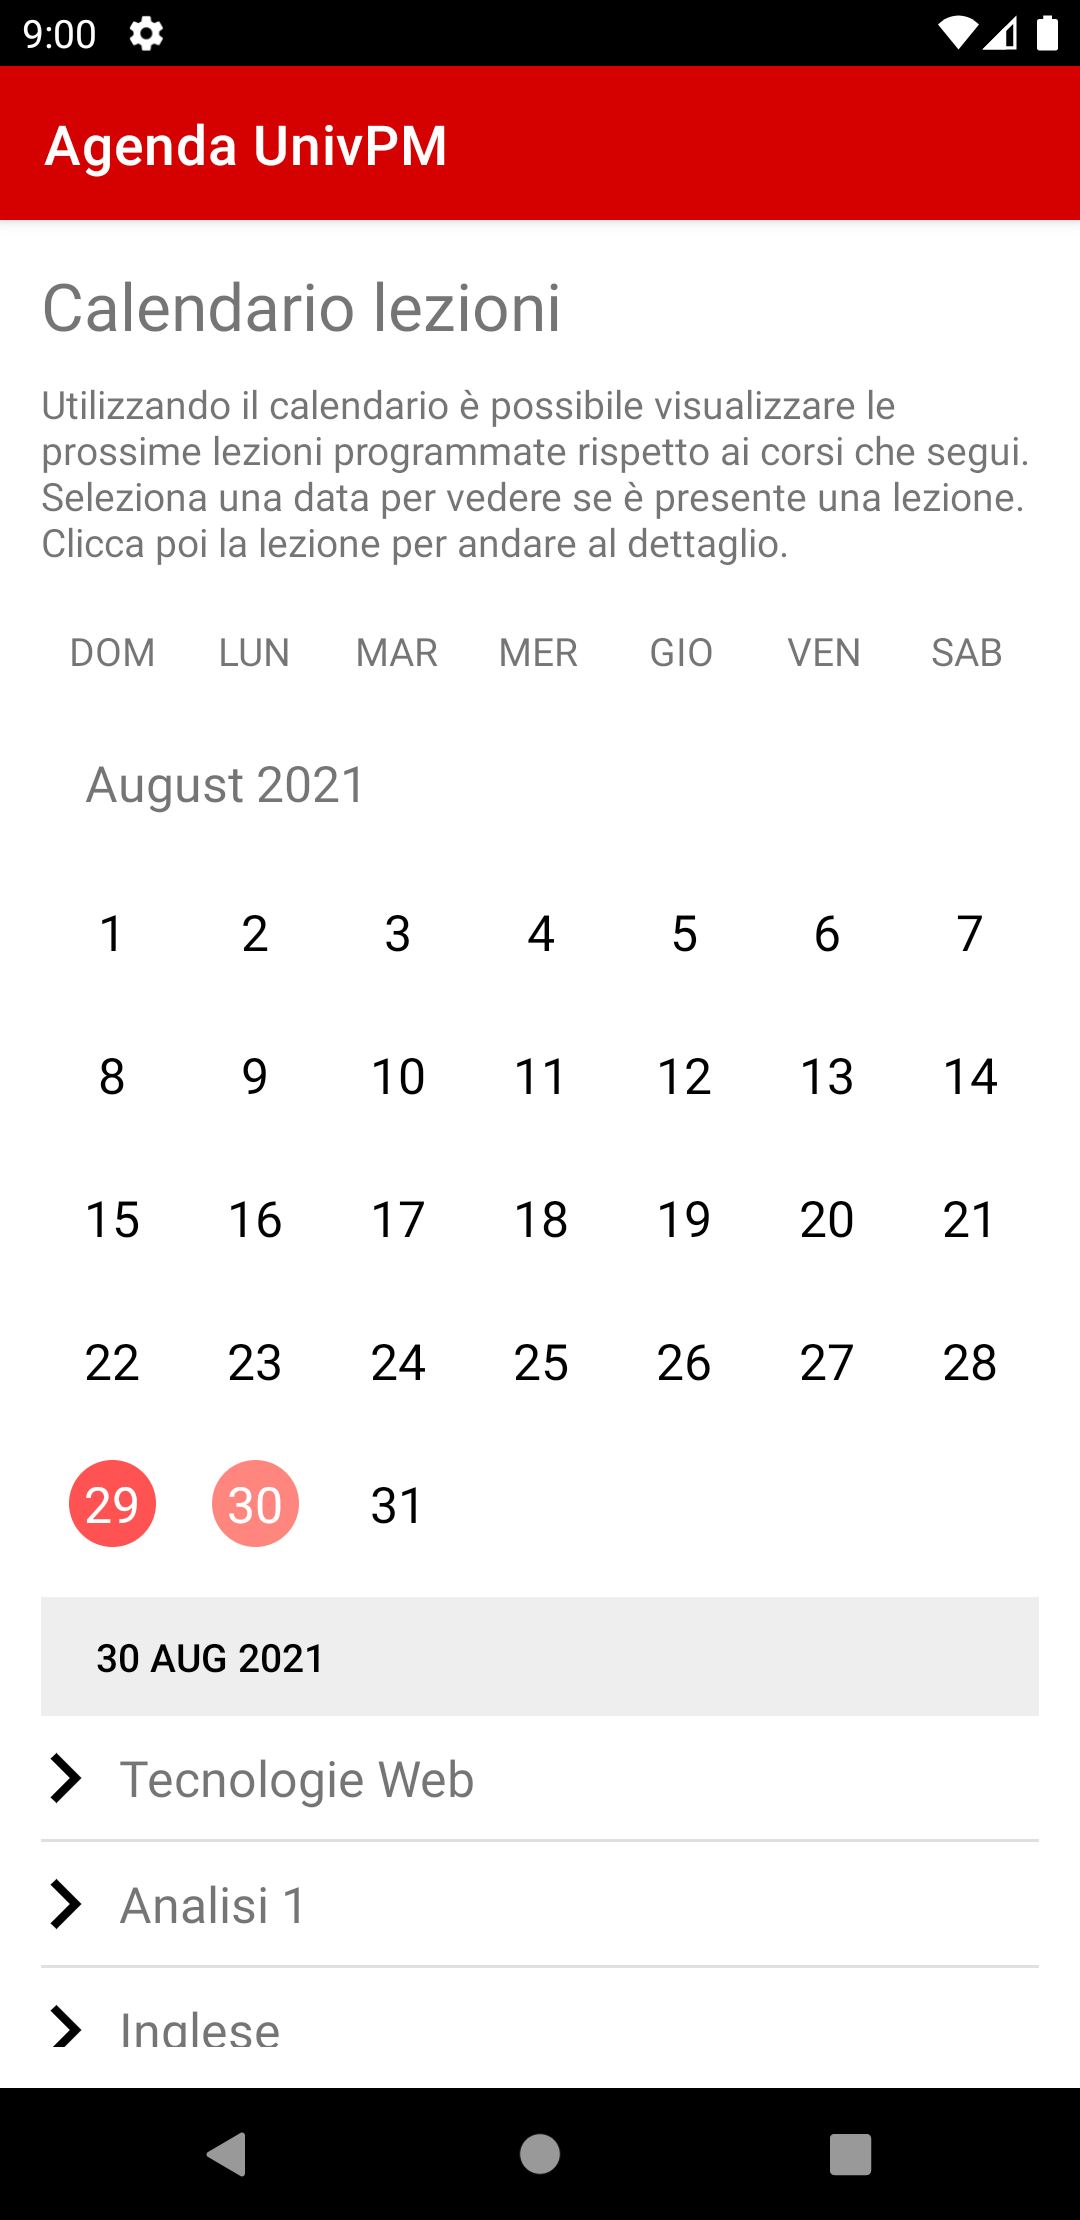 9:00
Agenda UnivPM
Calendario lezioni
Utilizzando il calendario è possibile visualizzare le
prossime lezioni programmate rispetto ai corsi che segui.
Seleziona una data per vedere se è presente una lezione.
Clicca poi la lezione per andare al dettaglio.
DOM LUN MAR MER GIO VEN SAB
August 2021
1 2 3 4 5 6 7
8 9 10 11 12 13 14
15 16 17 18 19 20 21
22 23 24 25 26 27 28
29 30 31
30 AUG 2021
Tecnologie Web
Analisi 1
Inglese